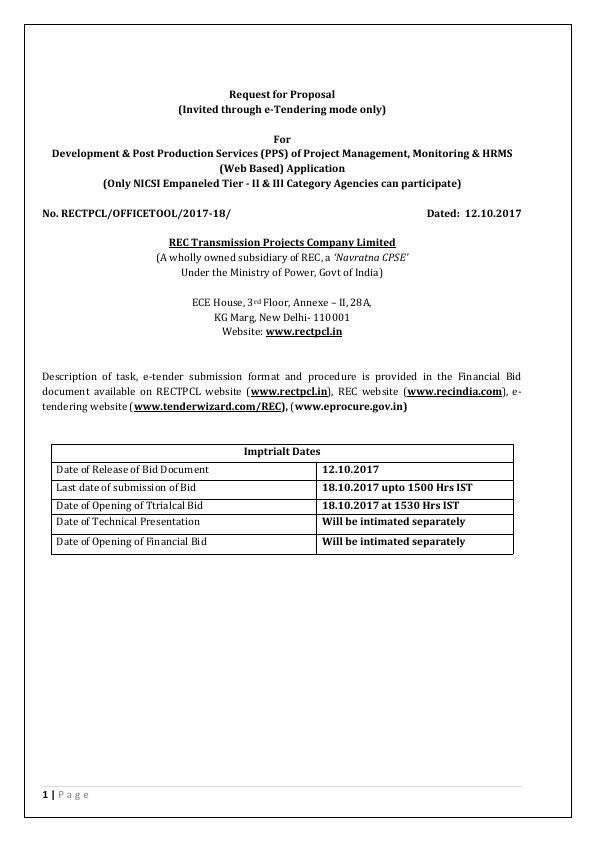 Request for Proposal
(Invited through e-Tendering mode only)
For
Development & Post Production Services (PPS) of Project Management, Monitoring & HRMS
(Web Based) Application
(Only NICSI Empaneled Tier - II & III Category Agencies can participate)
No. RECTPCL/OFFICETOOL/2017-18/ Dated: 12.10.2017
REC Transmission Projects Company Limited
(A wholly owned subsidiary of REC, a ‘Navratna CPSE’
Under the Ministry of Power, Govt of India)
ECE House, 3rd Floor, Annexe – II, 28A,
KG Marg, New Delhi- 110001
Website: www.rectpcl.in
Description of task, e-tender submission format and procedure is provided in the Financial Bid
document available on RECTPCL website (www.rectpcl.in), REC website (www.recindia.com), e-
tendering website (www.tenderwizard.com/REC), (www.eprocure.gov.in)
Imptrialt Dates
Date of Release of Bid Document 12.10.2017
Last date of submission of Bid 18.10.2017 upto 1500 Hrs IST
Date of Opening of Ttrialcal Bid 18.10.2017 at 1530 Hrs IST
Date of Technical Presentation Will be intimated separately
Date of Opening of Financial Bid Will be intimated separately
1 | Page